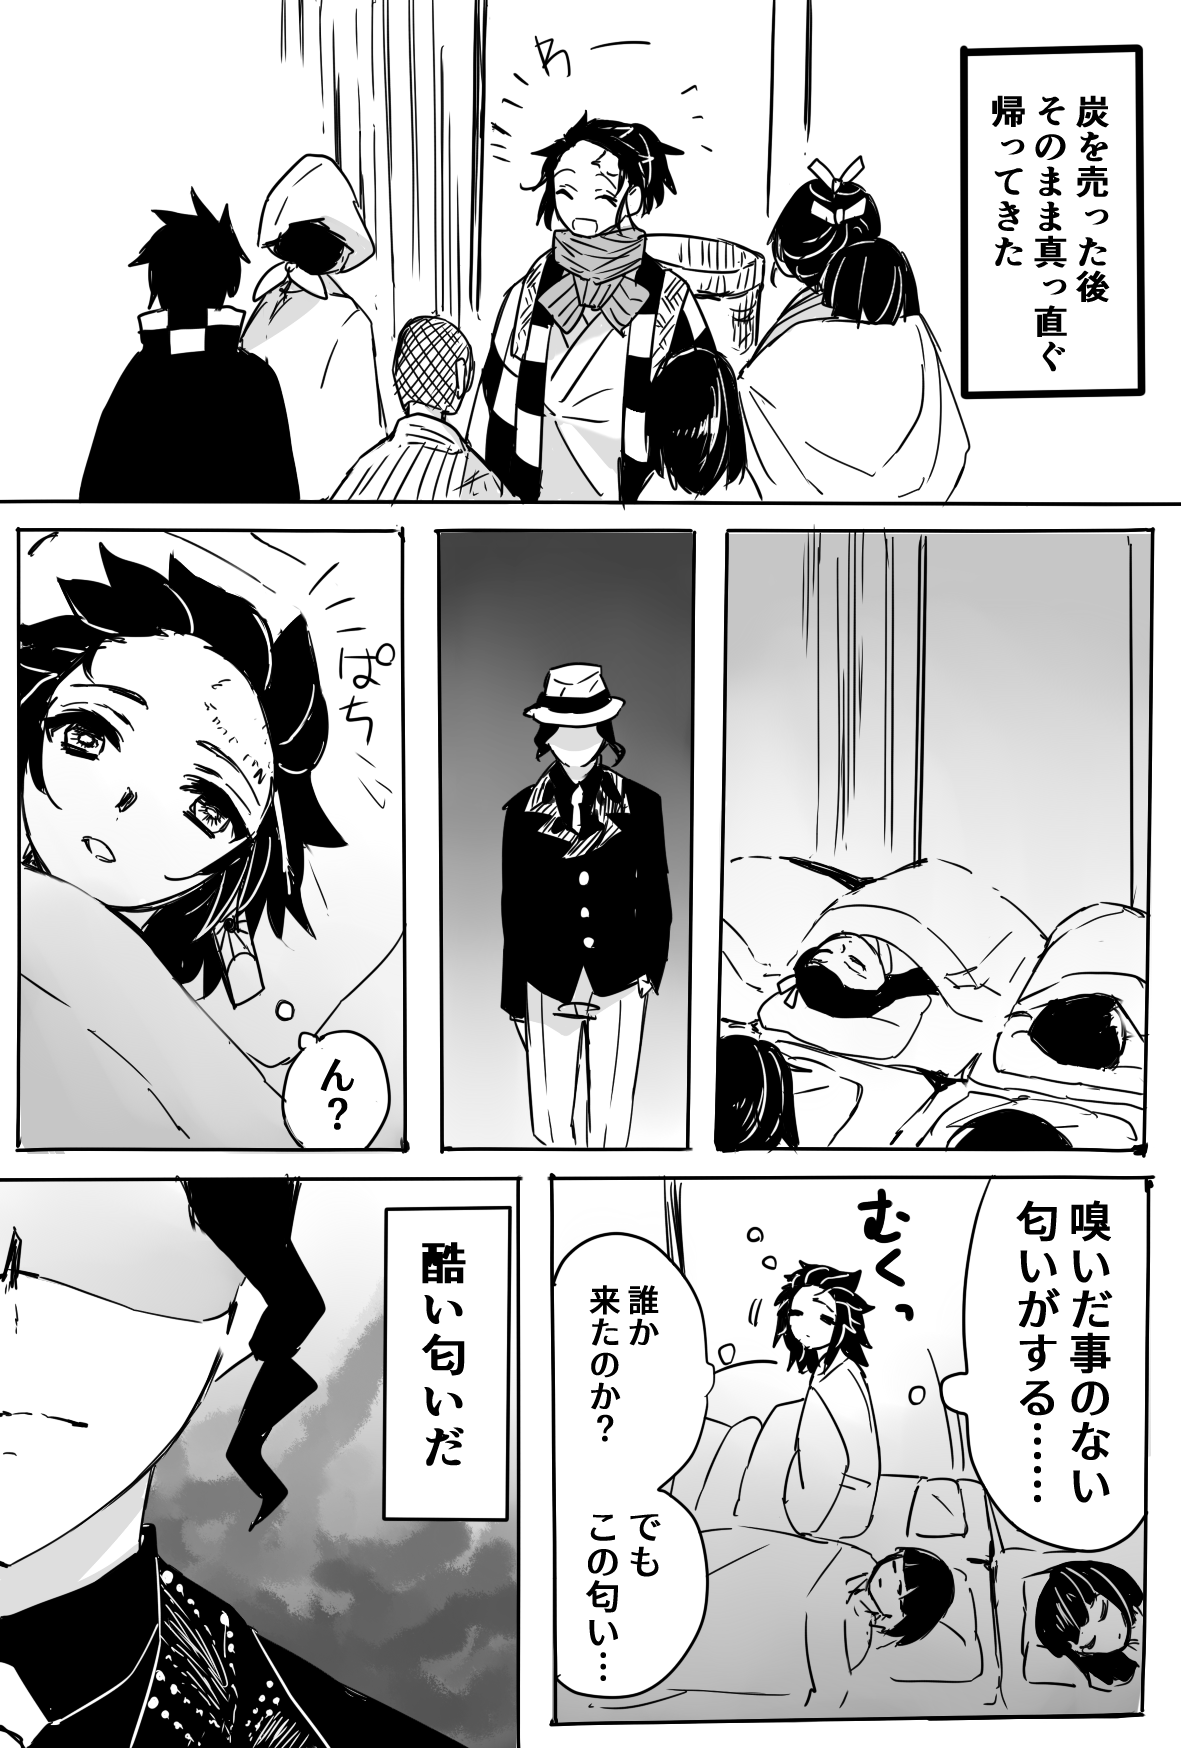 わー
炭を売った後
そのまま真っ直ぐ
帰ってきた
ぱち
ん？
嗅いだ事のない
匂いがする……
むくっ
誰か
来たのか？
でも
この匂い…
酷い匂いだ